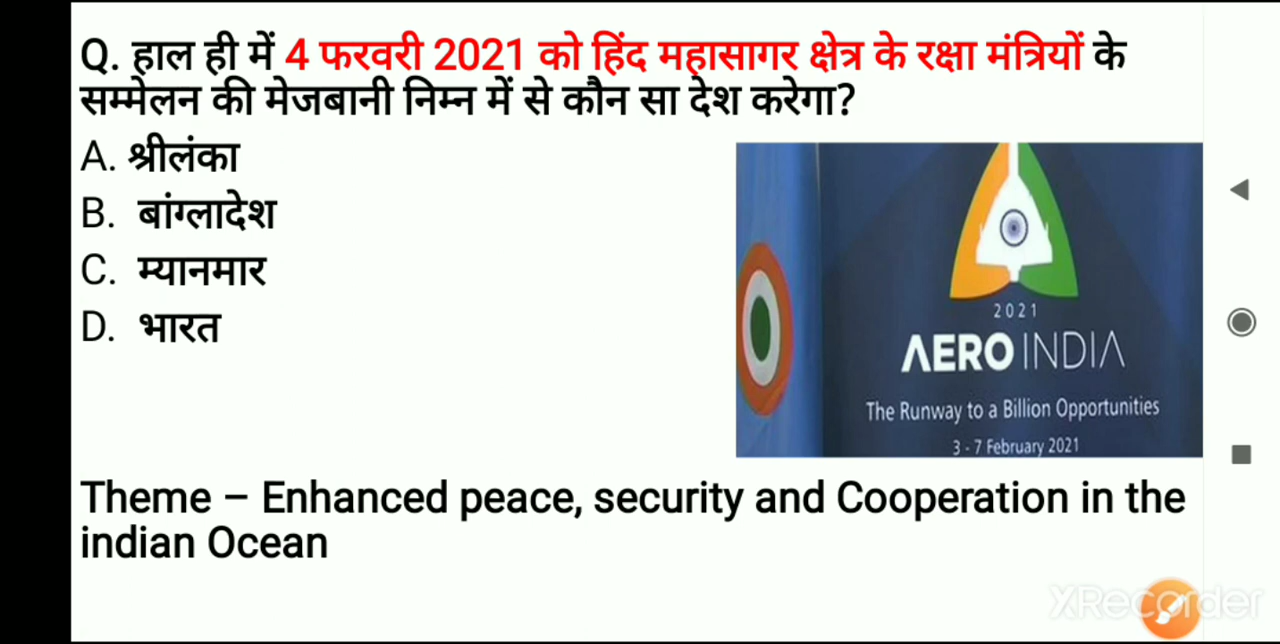 Q. हाल ही में 4 फरवरी 2021 को हिंद महासागर क्षेत्र के रक्षा मंत्रियों के
सम्मेलन की मेजबानी निम्न में से कौन सा देश करेगा?
A. श्रीलंका
B. बांग्लादेश
C. म्यानमार
D. भारत
2021
AERO INDIA
The Runway to a Billion Opportunities
3 - 7 February 2021
Theme – Enhanced peace, security and Cooperation in the
indian Ocean
XRecorder